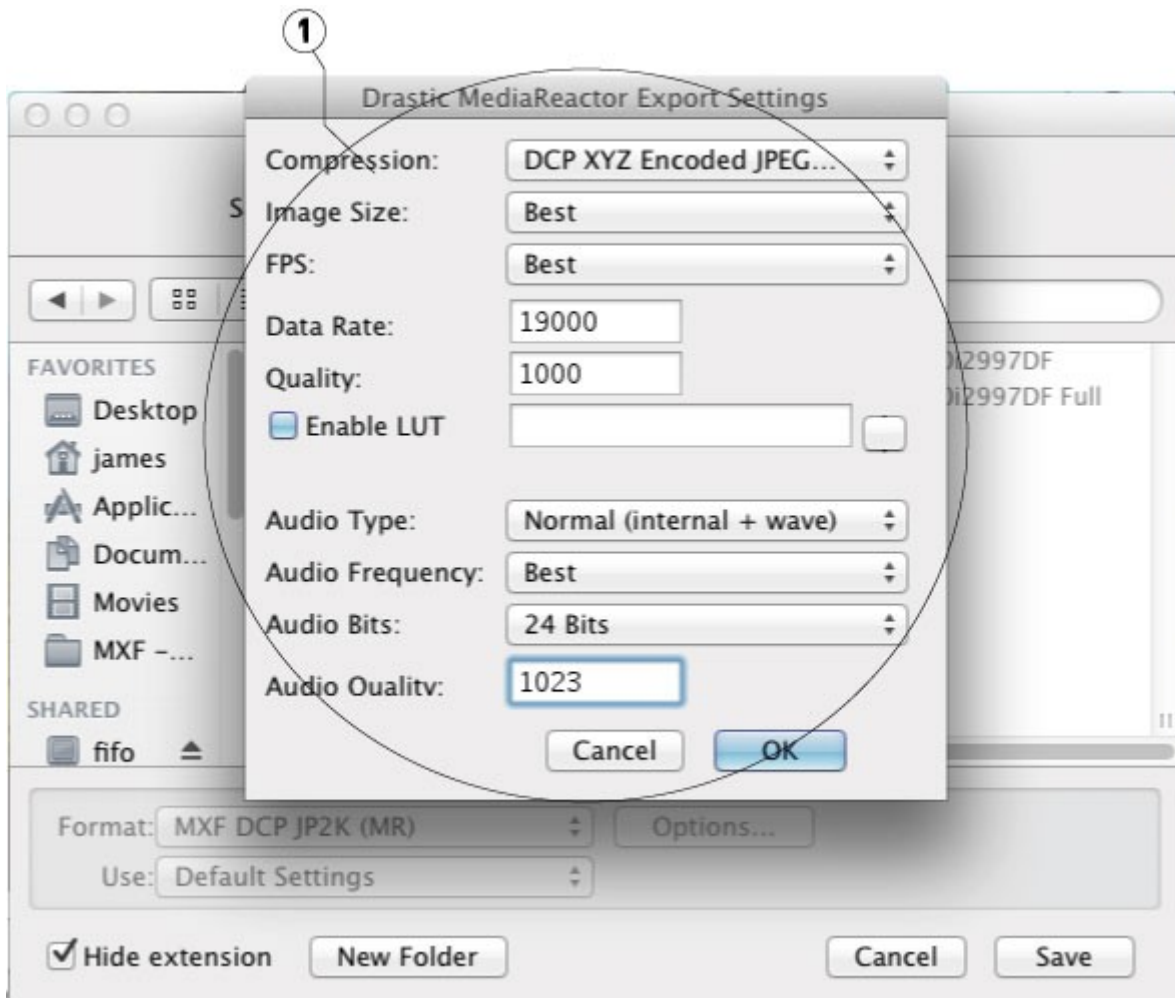 1
Drastic MediaReactor Export Settings
Compression: DCP XYZ Encoded JPEG...
S
Image Size: Best
FPS: Best
Data Rate: 19000
Quality: 1000
Enable LUT
Audio Type: Normal (internal + wave)
Audio Frequency: Best
Audio Bits: 24 Bits
Audio Quality: 1023
Cancel OK
FAVORITES
Desktop
james
Applic...
Docum...
Movies
MXF –...
SHARED
fifo
0i2997DF
0i2997DF Full
Format: MXF DCP JP2K (MR) Options...
Use: Default Settings
Hide extension New Folder Cancel Save